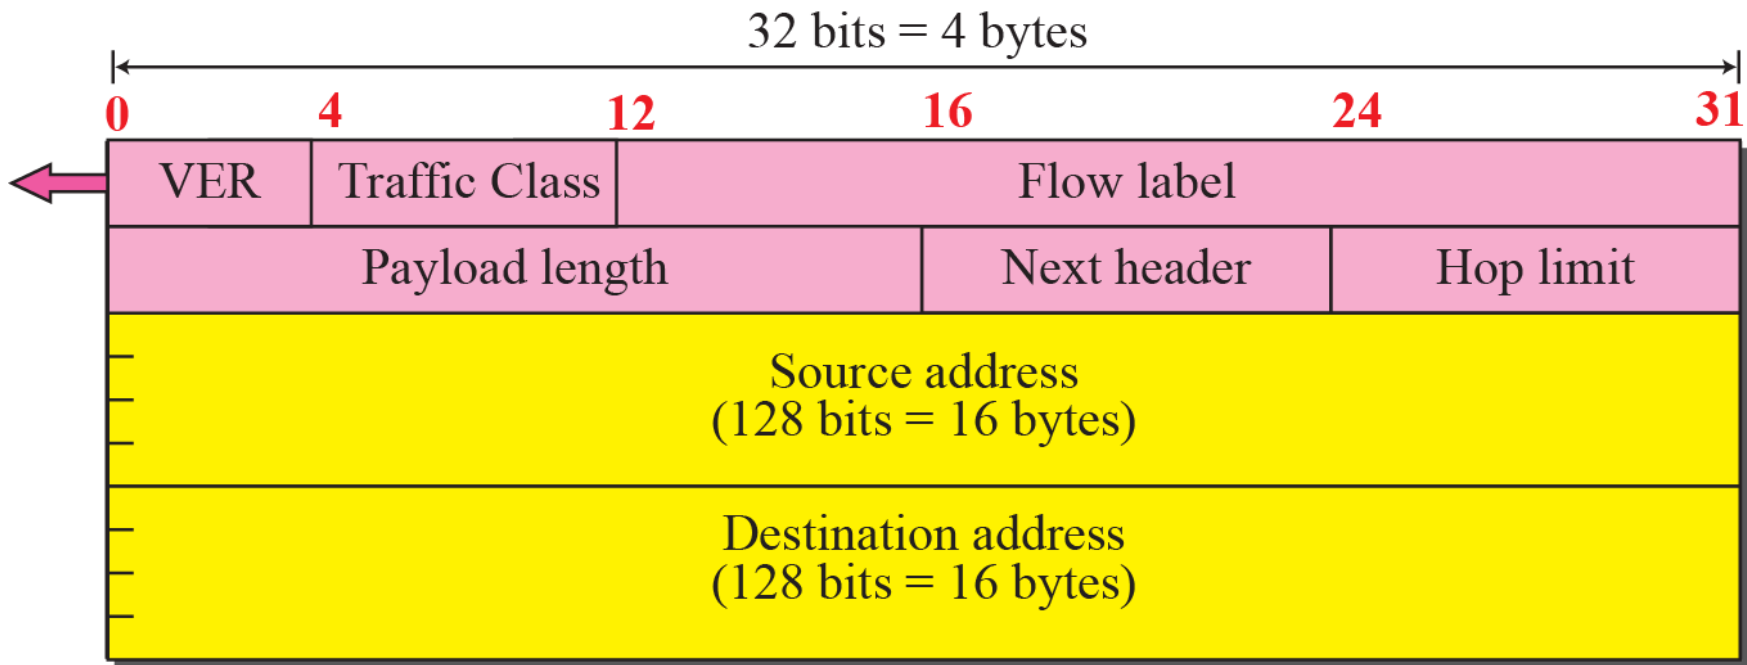 32 bits = 4 bytes
0 4 12 16 24 31
VER Traffic Class Flow label
Payload length Next header Hop limit
Source address
(128 bits = 16 bytes)
Destination address
(128 bits = 16 bytes)